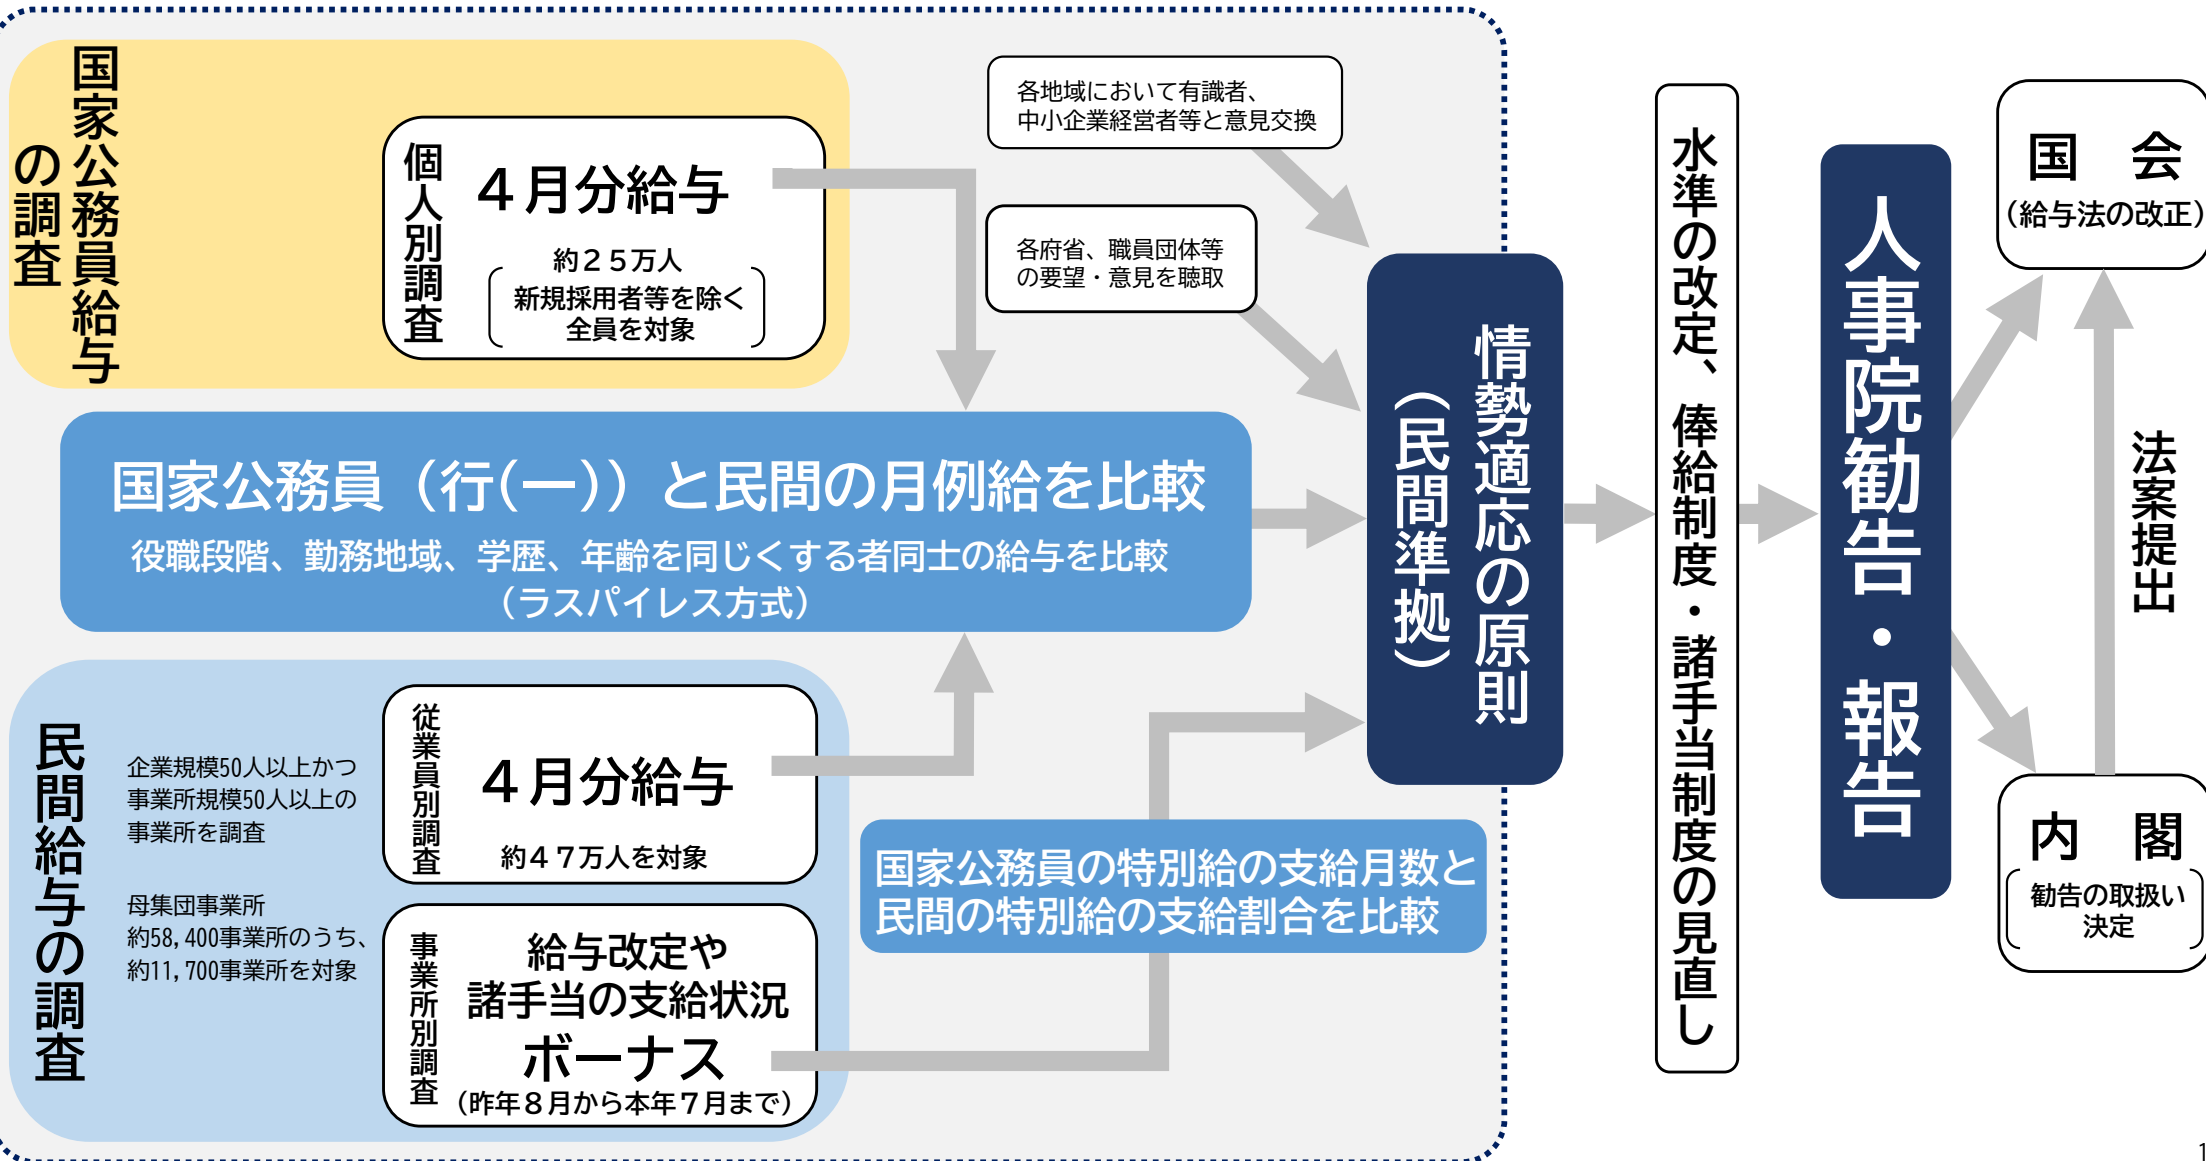 国家公務員給与
の調査
個人別調査
４月分給与
約２５万人
新規採用者等を除く
全員を対象
各地域において有識者、
中小企業経営者等と意見交換
各府省、職員団体等
の要望・意見を聴取
国家公務員（行(一)）と民間の月例給を比較
役職段階、勤務地域、学歴、年齢を同じくする者同士の給与を比較
（ラスパイレス方式）
民間給与の調査
企業規模50人以上かつ
事業所規模50人以上の
事業所を調査
母集団事業所
約58,400事業所のうち、
約11,700事業所を対象
従業員別調査
４月分給与
約４７万人を対象
事業所別調査
給与改定や
諸手当の支給状況
ボーナス
（昨年８月から本年７月まで）
国家公務員の特別給の支給月数と
民間の特別給の支給割合を比較
情勢適応の原則
（民間準拠）
水準の改定、俸給制度・諸手当制度の見直し
人事院勧告・報告
国　会
（給与法の改正）
法案提出
内　閣
勧告の取扱い
決定
1